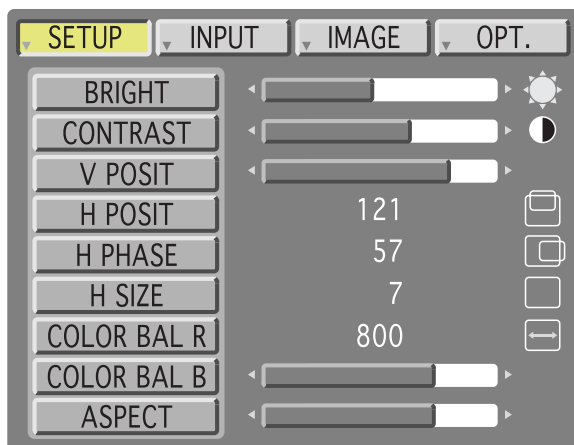 SETUP INPUT IMAGE OPT.
BRIGHT
CONTRAST
V POSIT
H POSIT 121
H PHASE 57
H SIZE 7
COLOR BAL R 800
COLOR BAL B
ASPECT